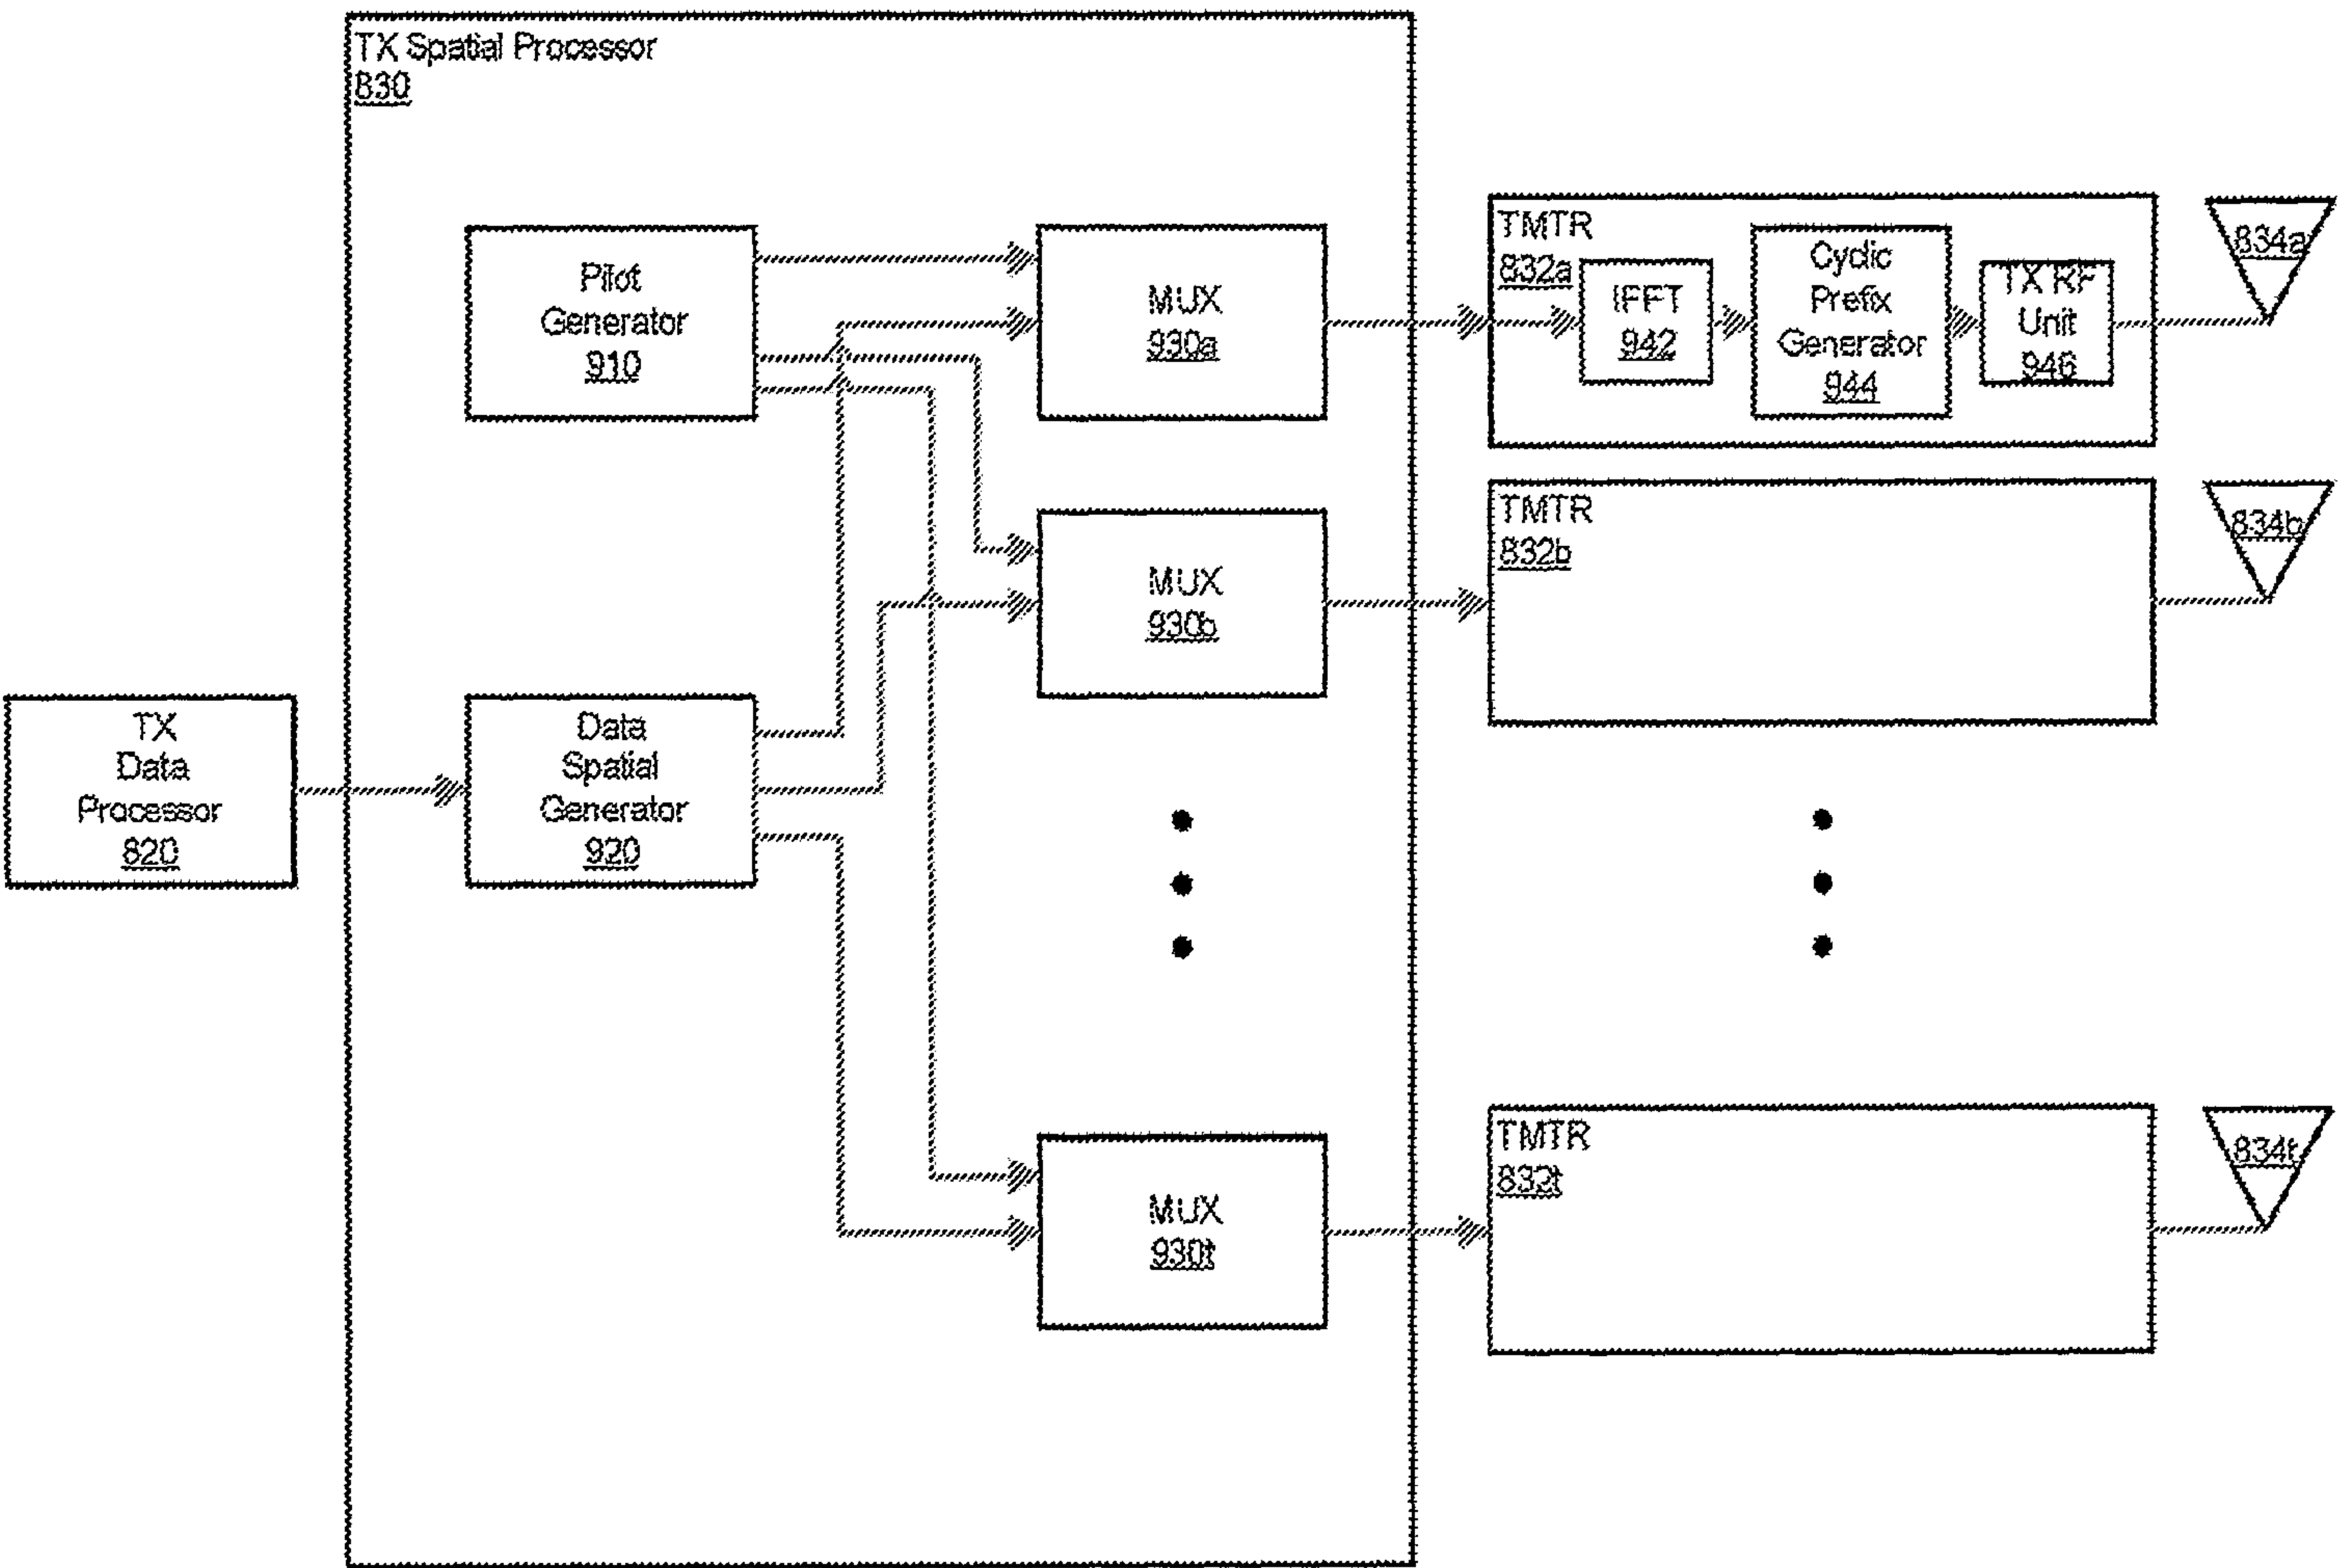 TX Spatial Processor
830
Pilot
Generator
910
MUX
930a
TMTR
832a
IFFT
942
Cyclic
Prefix
Generator
944
TX RF
Unit
946
834a
MUX
930b
TMTR
832b
834b
TX
Data
Processor
820
Data
Spatial
Generator
920
MUX
930t
TMTR
832t
834t